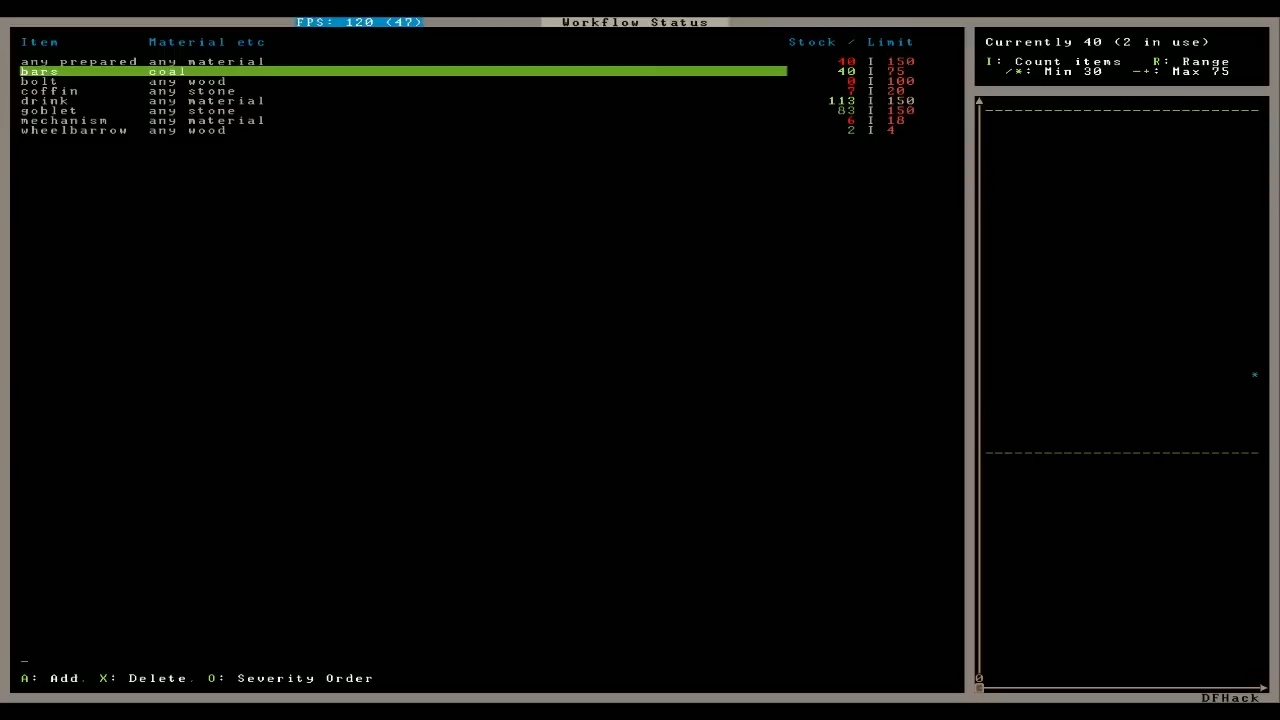 FPS: 120 (47) Workflow Status
Item Material etc Stock / Limit
any prepared any material 40 I 150
bars coal 40 I 75
bolt any wood 0 I 100
coffin any stone 7 I 20
drink any material 113 I 150
goblet any stone 83 I 150
mechanism any material 6 I 18
wheelbarrow any wood 2 I 4
Currently 40 (2 in use)
I: Count items R: Range
/*: Min 30 -+: Max 75
*
0
_
A: Add. X: Delete. O: Severity Order
DFHack